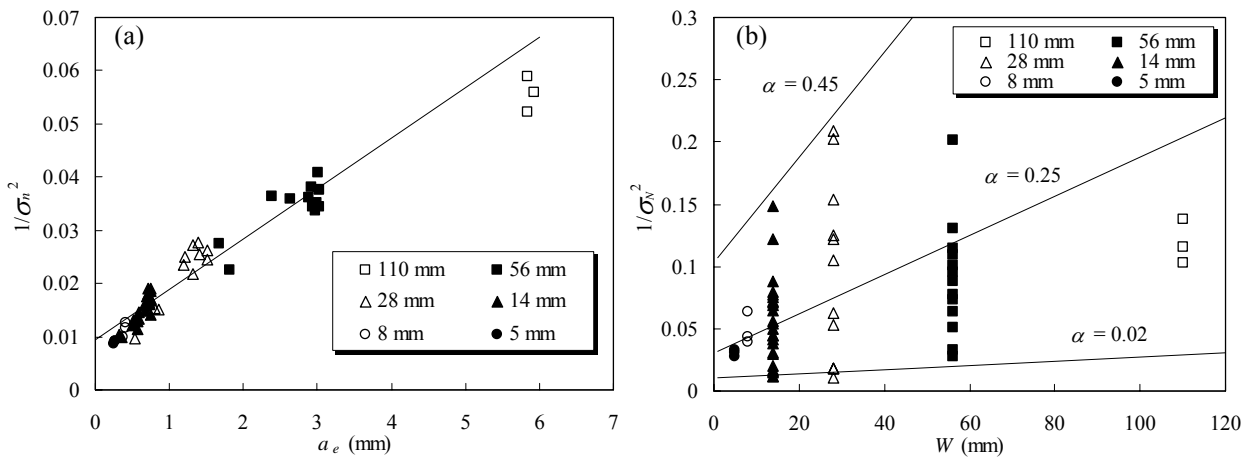 (a)
0.07
0.06
0.05
0.04
0.03
0.02
0.01
0
1/σn²
0 1 2 3 4 5 6 7
a e (mm)
110 mm 56 mm
28 mm 14 mm
8 mm 5 mm
(b)
0.3
0.25
0.2
0.15
0.1
0.05
0
1/σN²
0 20 40 60 80 100 120
W (mm)
110 mm 56 mm
28 mm 14 mm
8 mm 5 mm
α = 0.45
α = 0.25
α = 0.02